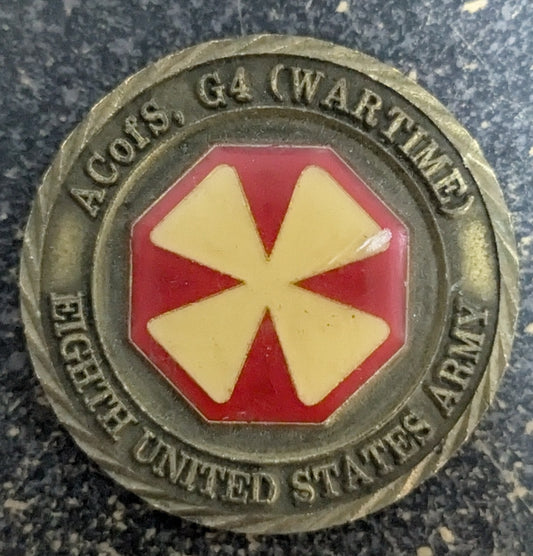 ACofS, G4 (WARTIME)
EIGHTH UNITED STATES ARMY